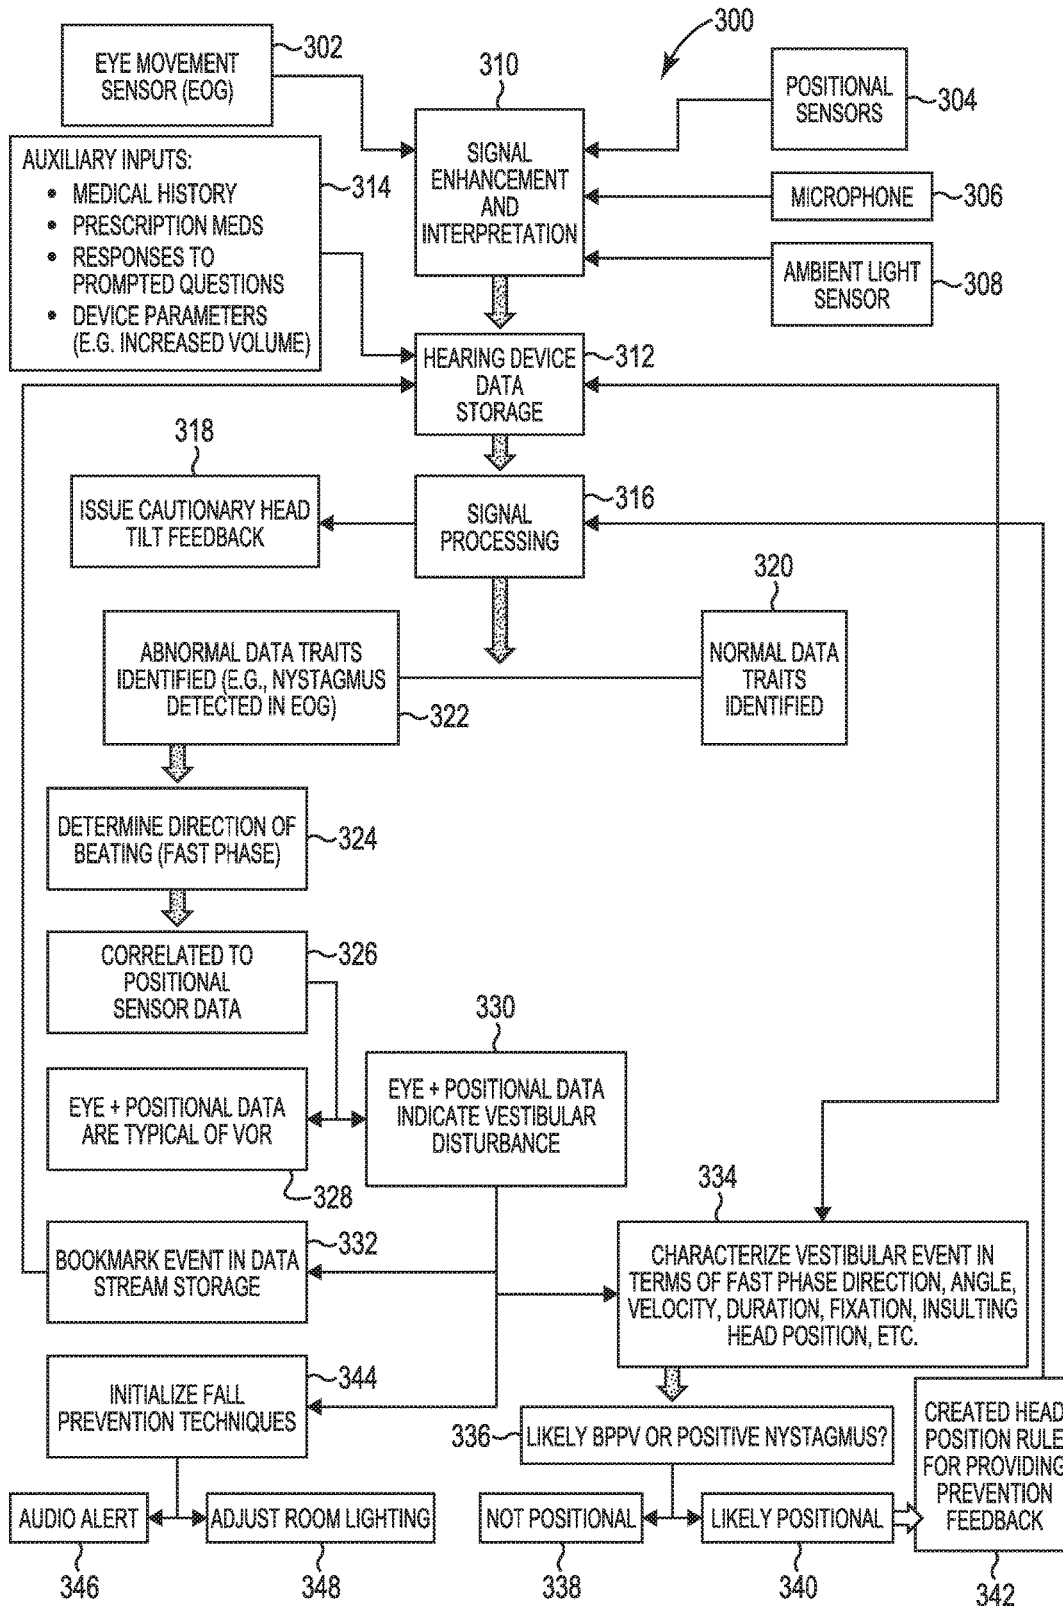 300
EYE MOVEMENT
SENSOR (EOG)
302
310
SIGNAL
ENHANCEMENT
AND
INTERPRETATION
POSITIONAL
SENSORS
304
MICROPHONE
306
AMBIENT LIGHT
SENSOR
308
AUXILIARY INPUTS:
• MEDICAL HISTORY
• PRESCRIPTION MEDS
• RESPONSES TO
PROMPTED QUESTIONS
• DEVICE PARAMETERS
(E.G. INCREASED VOLUME)
314
HEARING DEVICE
DATA
STORAGE
312
318
ISSUE CAUTIONARY HEAD
TILT FEEDBACK
SIGNAL
PROCESSING
316
320
NORMAL DATA
TRAITS
IDENTIFIED
ABNORMAL DATA TRAITS
IDENTIFIED (E.G., NYSTAGMUS
DETECTED IN EOG)
322
DETERMINE DIRECTION OF
BEATING (FAST PHASE)
324
CORRELATED TO
POSITIONAL
SENSOR DATA
326
330
EYE + POSITIONAL DATA
INDICATE VESTIBULAR
DISTURBANCE
EYE + POSITIONAL DATA
ARE TYPICAL OF VOR
328
BOOKMARK EVENT IN DATA
STREAM STORAGE
332
334
CHARACTERIZE VESTIBULAR EVENT IN
TERMS OF FAST PHASE DIRECTION, ANGLE,
VELOCITY, DURATION, FIXATION, INSULTING
HEAD POSITION, ETC.
INITIALIZE FALL
PREVENTION TECHNIQUES
344
336
LIKELY BPPV OR POSITIVE NYSTAGMUS?
CREATED HEAD
POSITION RULE
FOR PROVIDING
PREVENTION
FEEDBACK
342
AUDIO ALERT
346
ADJUST ROOM LIGHTING
348
NOT POSITIONAL
338
LIKELY POSITIONAL
340